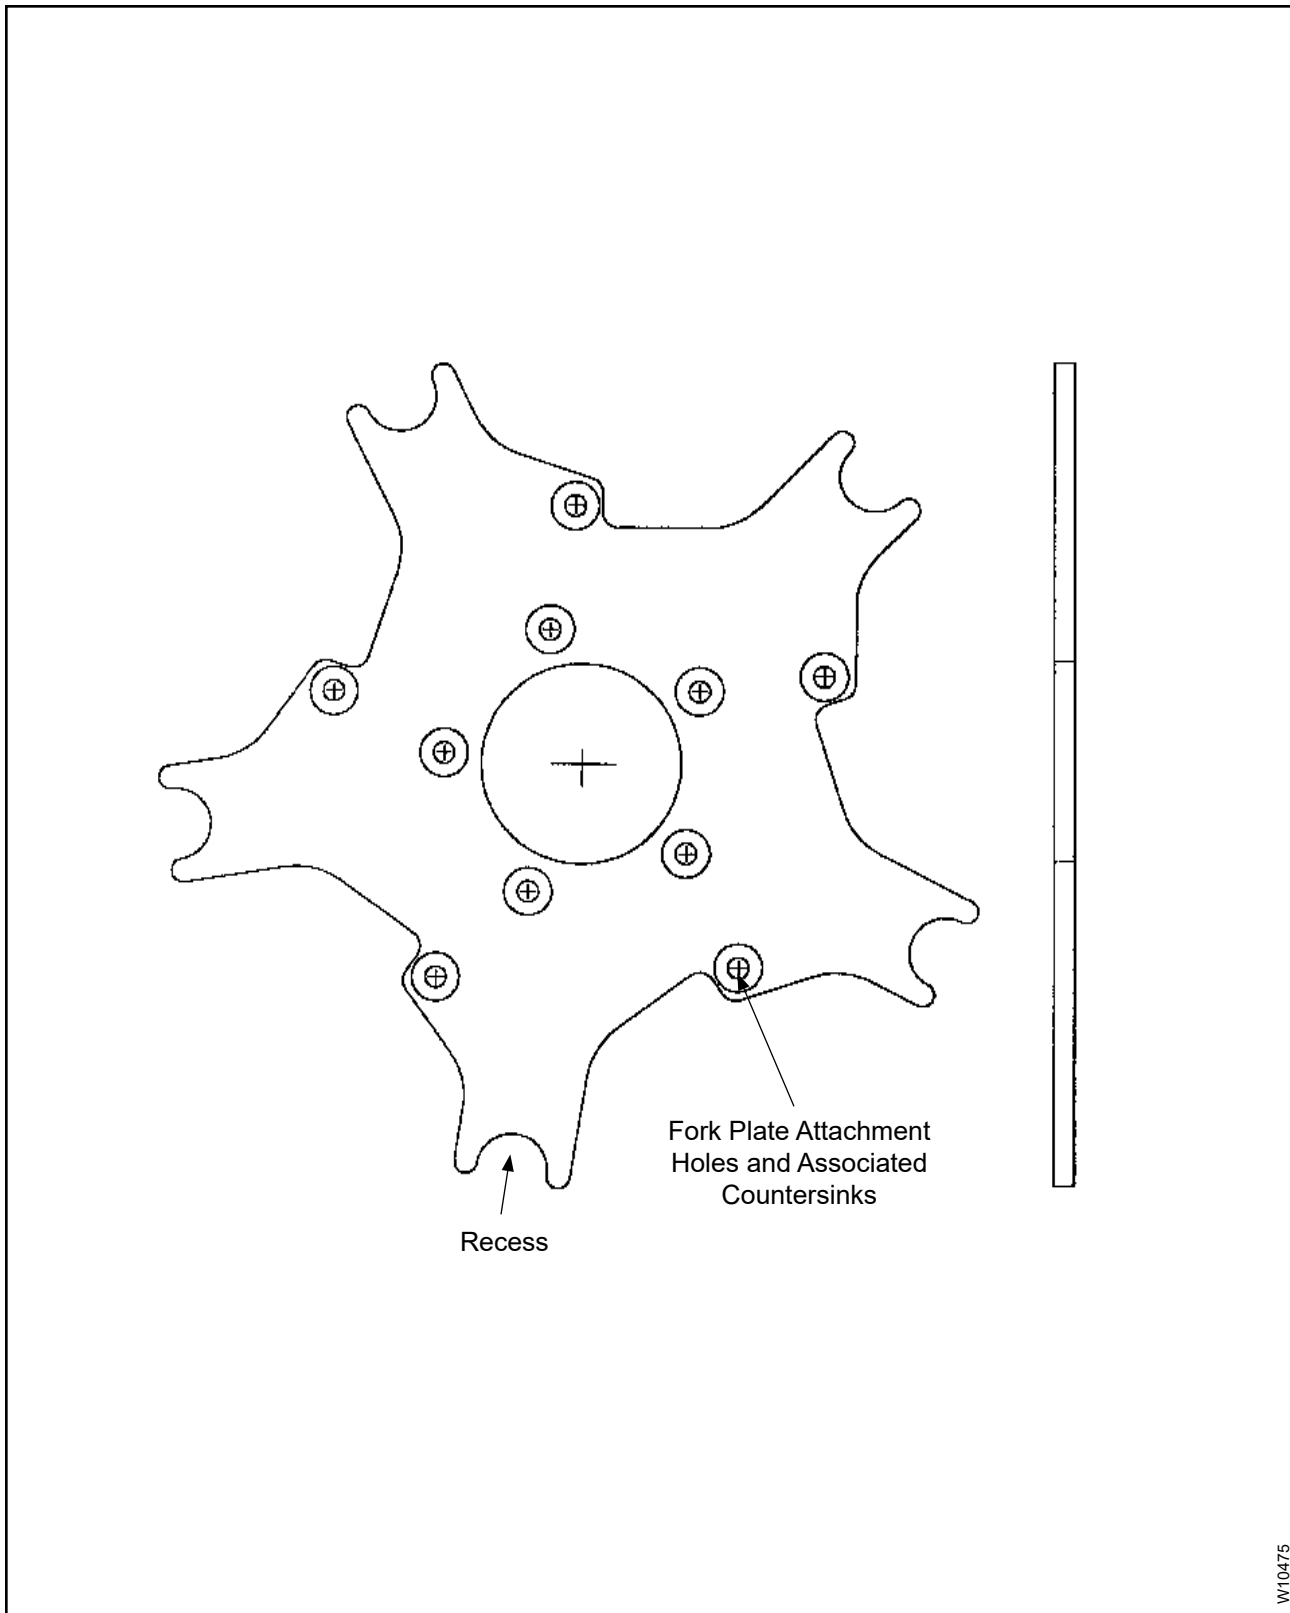 Fork Plate Attachment
Holes and Associated
Countersinks
Recess
W10475